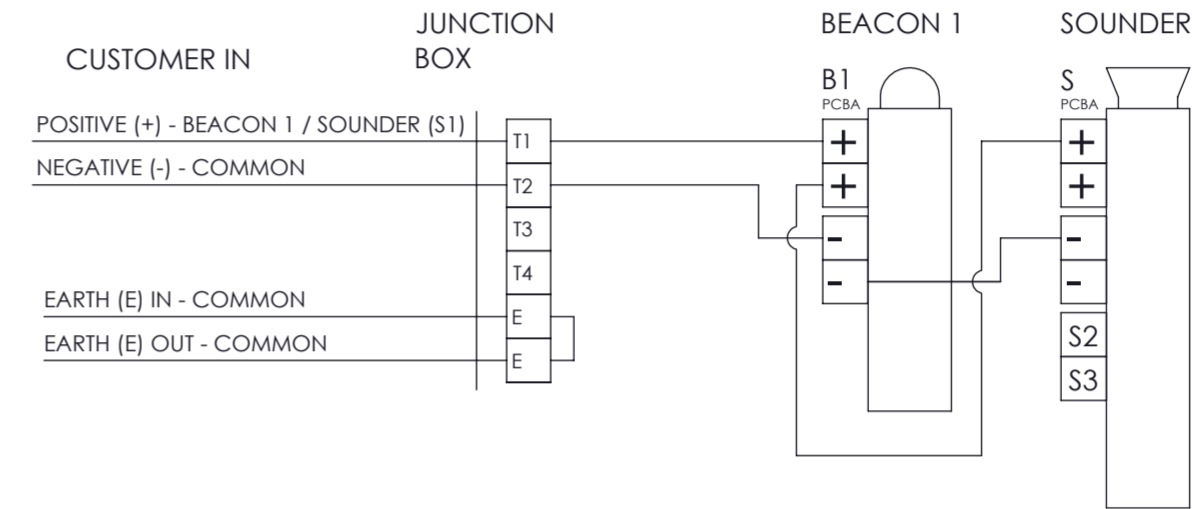 JUNCTION
BOX
BEACON 1
SOUNDER
CUSTOMER IN
B1
PCBA
S
PCBA
POSITIVE (+) - BEACON 1 / SOUNDER (S1)
NEGATIVE (-) - COMMON
EARTH (E) IN - COMMON
EARTH (E) OUT - COMMON
T1
T2
T3
T4
E
E
+
+
-
-
+
+
-
-
S2
S3